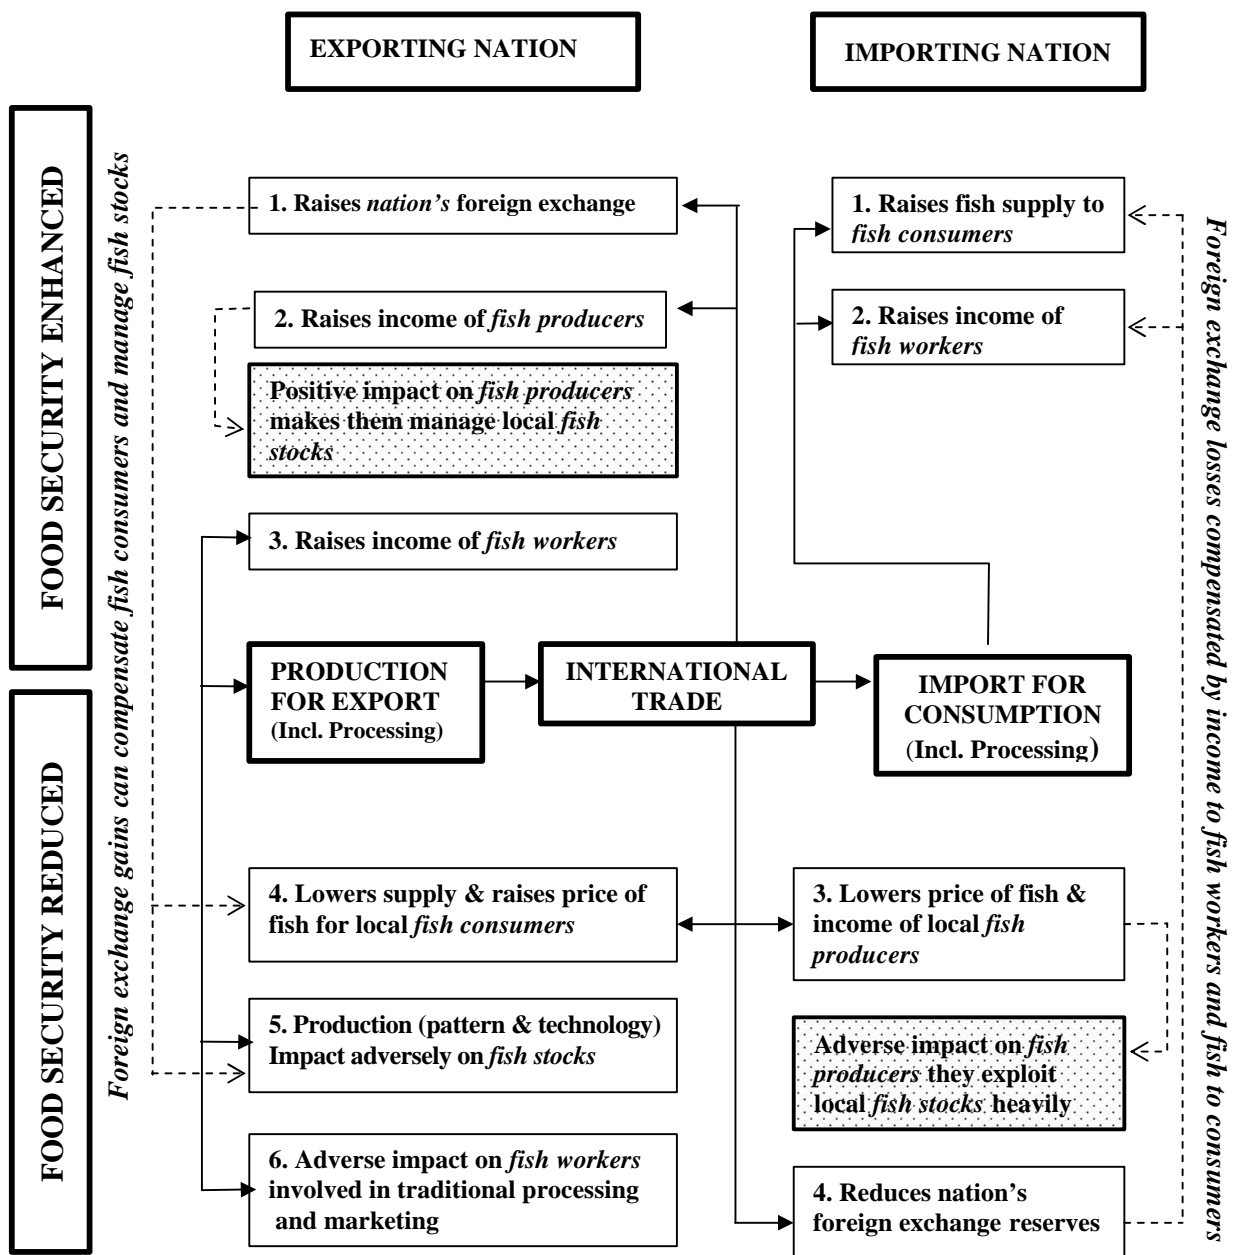 EXPORTING NATION
IMPORTING NATION
FOOD SECURITY ENHANCED
Foreign exchange gains can compensate fish consumers and manage fish stocks
1. Raises nation's foreign exchange
2. Raises income of fish producers
Positive impact on fish producers
makes them manage local fish
stocks
3. Raises income of fish workers
1. Raises fish supply to
fish consumers
2. Raises income of
fish workers
Foreign exchange losses compensated by income to fish workers and fish to consumers
PRODUCTION
FOR EXPORT
(Incl. Processing)
INTERNATIONAL
TRADE
IMPORT FOR
CONSUMPTION
(Incl. Processing)
FOOD SECURITY REDUCED
4. Lowers supply & raises price of
fish for local fish consumers
5. Production (pattern & technology)
Impact adversely on fish stocks
6. Adverse impact on fish workers
involved in traditional processing
and marketing
3. Lowers price of fish &
income of local fish
producers
Adverse impact on fish
producers they exploit
local fish stocks heavily
4. Reduces nation's
foreign exchange reserves